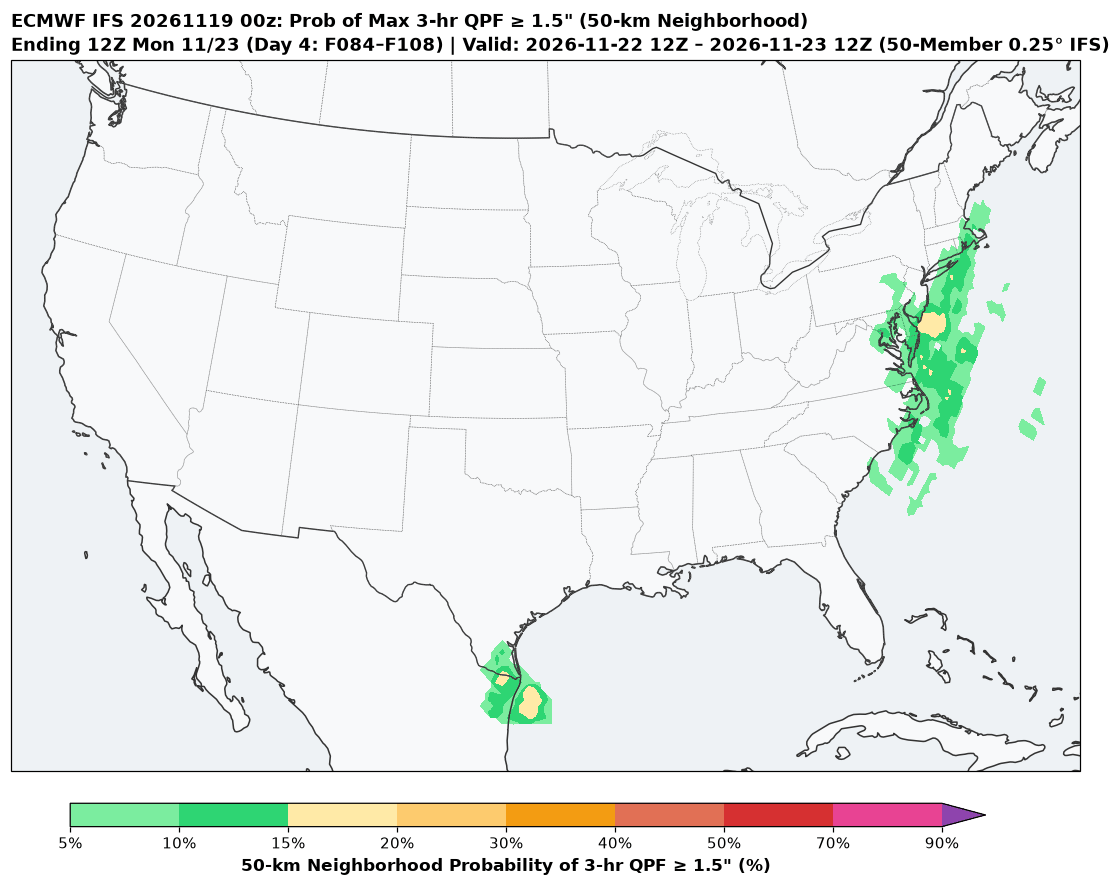 ECMWF IFS 20261119 00z: Prob of Max 3-hr QPF ≥ 1.5" (50-km Neighborhood)
Ending 12Z Mon 11/23 (Day 4: F084–F108) | Valid: 2026-11-22 12Z – 2026-11-23 12Z (50-Member 0.25° IFS)
5% 10% 15% 20% 30% 40% 50% 70% 90%
50-km Neighborhood Probability of 3-hr QPF ≥ 1.5" (%)